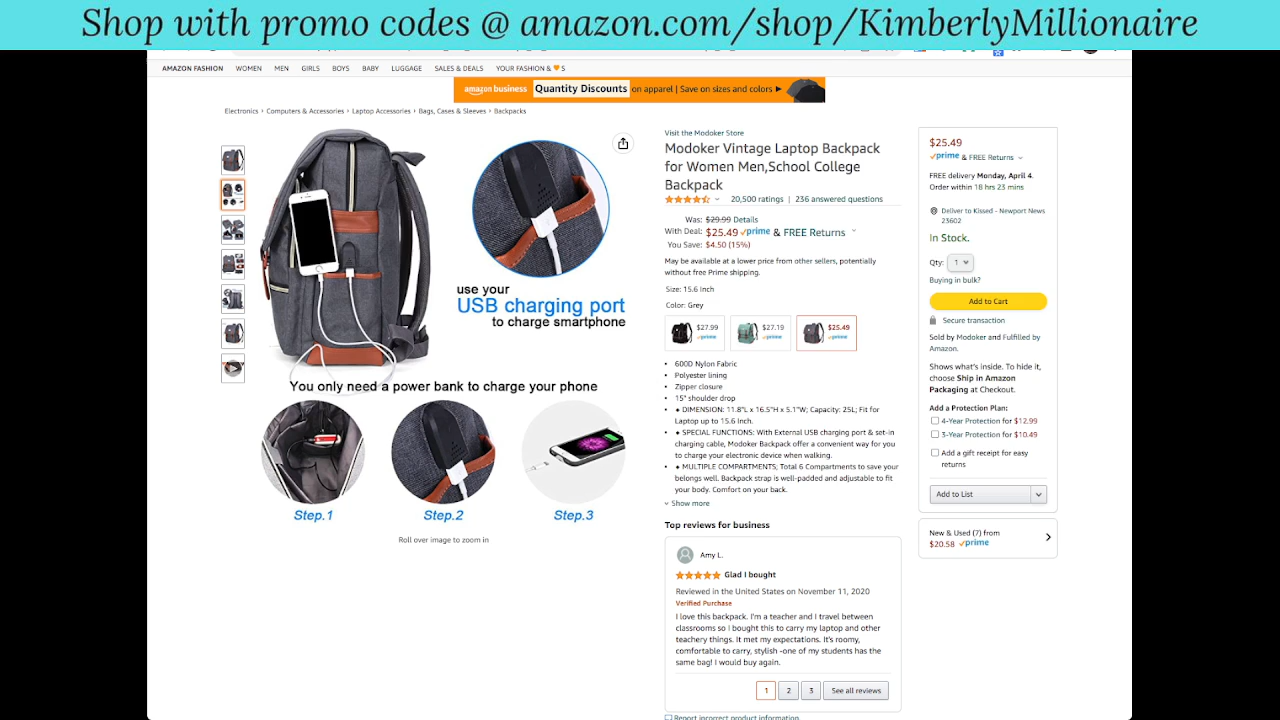 Shop with promo codes @ amazon.com/shop/KimberlyMillionaire
AMAZON FASHION WOMEN MEN GIRLS BOYS BABY LUGGAGE SALES & DEALS YOUR FASHION & 🧡 S
amazon business Quantity Discounts on apparel | Save on sizes and colors ▶
Electronics › Computers & Accessories › Laptop Accessories › Bags, Cases & Sleeves › Backpacks
use your
USB charging port
to charge smartphone
You only need a power bank to charge your phone
Step.1 Step.2 Step.3
Roll over image to zoom in
Visit the Modoker Store
Modoker Vintage Laptop Backpack
for Women Men,School College
Backpack
20,500 ratings | 236 answered questions
Was: $29.99 Details
With Deal: $25.49 prime & FREE Returns
You Save: $4.50 (15%)
May be available at a lower price from other sellers, potentially
without free Prime shipping.
Size: 15.6 Inch
Color: Grey
$27.99 prime $27.19 prime $25.49 prime
• 600D Nylon Fabric
• Polyester lining
• Zipper closure
• 15" shoulder drop
• ♦ DIMENSION: 11.8"L x 16.5"H x 5.1"W; Capacity: 25L; Fit for
Laptop up to 15.6 Inch.
• ♦ SPECIAL FUNCTIONS: With External USB charging port & set-in
charging cable, Modoker Backpack offer a convenient way for you
to charge your electronic device when walking.
• ♦ MULTIPLE COMPARTMENTS; Total 6 Compartments to save your
belongs well. Backpack strap is well-padded and adjustable to fit
your body. Comfort on your back.
Show more
Top reviews for business
Amy L.
Glad I bought
Reviewed in the United States on November 11, 2020
Verified Purchase
I love this backpack. I'm a teacher and I travel between
classrooms so I bought this to carry my laptop and other
teachery things. It met my expectations. It's roomy,
comfortable to carry, stylish -one of my students has the
same bag! I would buy again.
1 2 3 See all reviews
Report incorrect product information
$25.49
prime & FREE Returns
FREE delivery Monday, April 4.
Order within 18 hrs 23 mins
Deliver to Kissed - Newport News
23602
In Stock.
Qty: 1
Buying in bulk?
Add to Cart
Secure transaction
Sold by Modoker and Fulfilled by
Amazon.
Shows what's inside. To hide it,
choose Ship in Amazon
Packaging at Checkout.
Add a Protection Plan:
4-Year Protection for $12.99
3-Year Protection for $10.49
Add a gift receipt for easy
returns
Add to List
New & Used (7) from
$20.58 prime